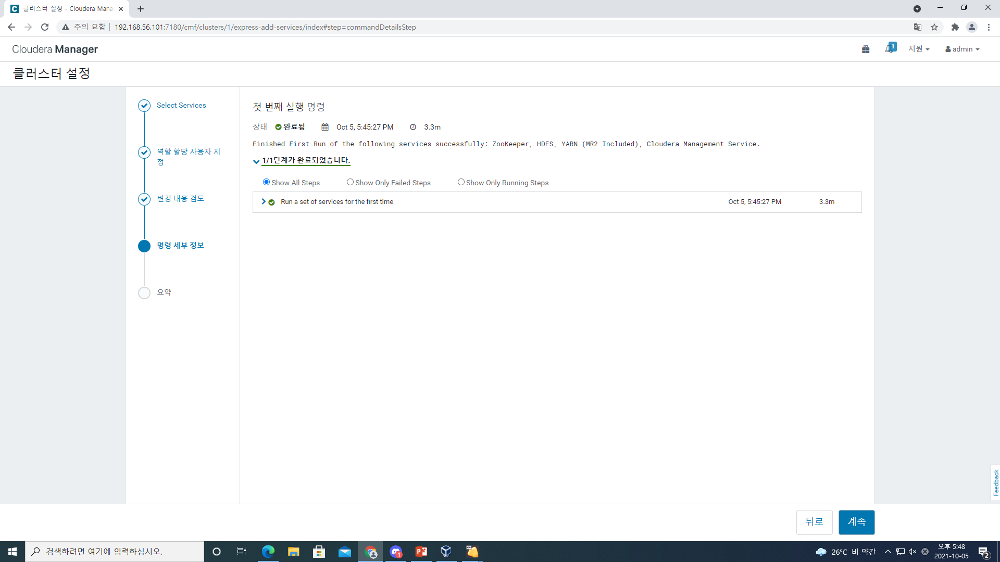 클러스터 설정 - Cloudera Mana
주의 요함
192.168.56.101:7180/cmf/clusters/1/express-add-services/index#step=commandDetailsStep
Cloudera Manager
1
지원
admin
클러스터 설정
Select Services
역할 할당 사용자 지
정
변경 내용 검토
명령 세부 정보
요약
첫 번째 실행 명령
상태 완료됨 Oct 5, 5:45:27 PM 3.3m
Finished First Run of the following services successfully: ZooKeeper, HDFS, YARN (MR2 Included), Cloudera Management Service.
1/1단계가 완료되었습니다.
Show All Steps Show Only Failed Steps Show Only Running Steps
Run a set of services for the first time Oct 5, 5:45:27 PM 3.3m
Feedback
뒤로 계속
검색하려면 여기에 입력하십시오.
1
26°C 비 약간
오후 5:48
2021-10-05
2